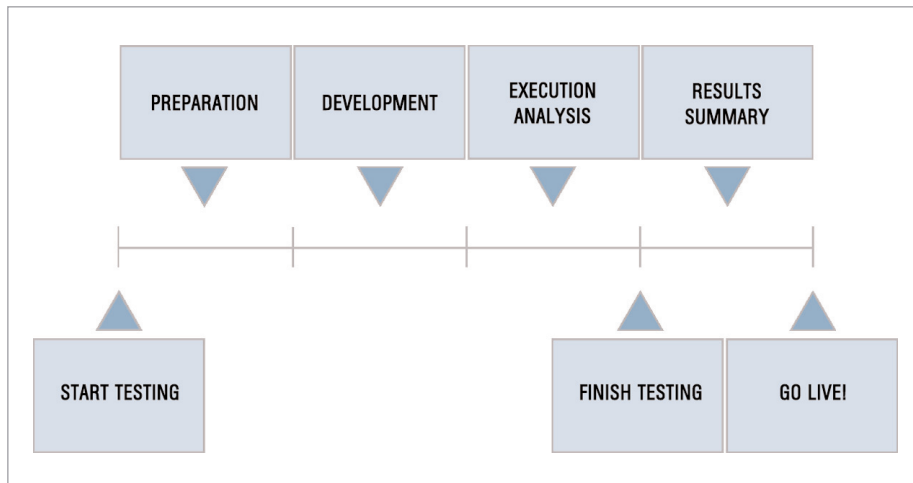 PREPARATION
DEVELOPMENT
EXECUTION
ANALYSIS
RESULTS
SUMMARY
START TESTING
FINISH TESTING
GO LIVE!